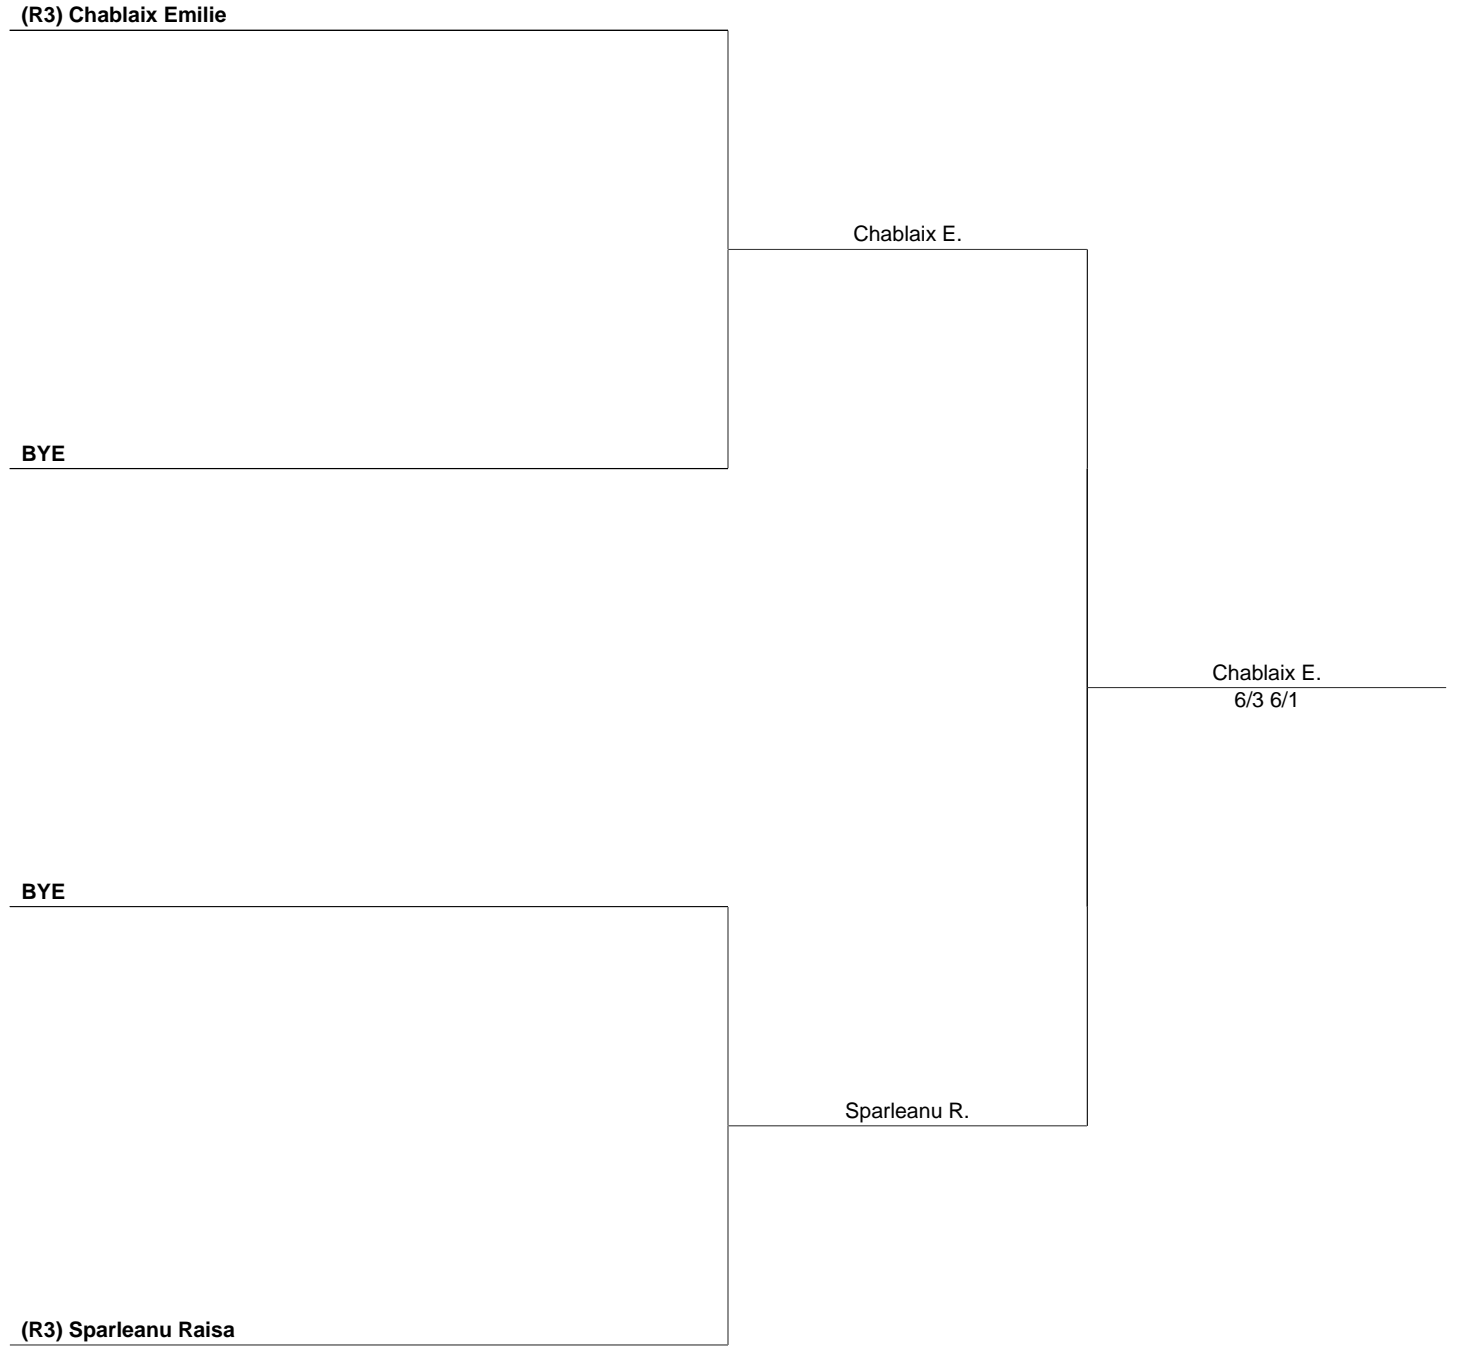 (R3) Chablaix Emilie
Chablaix E.
BYE
Chablaix E.
6/3 6/1
BYE
Sparleanu R.
(R3) Sparleanu Raisa